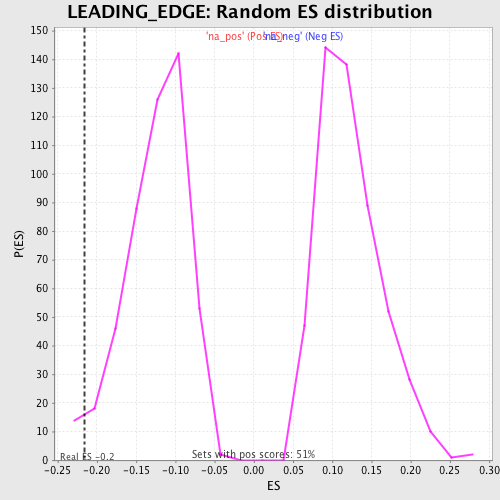 LEADING_EDGE: Random ES distribution
'na_pos' (Pos ES)
'na_neg' (Neg ES)
150
140
130
120
110
100
90
80
70
60
50
40
30
20
10
0
P(ES)
Real ES -0.2
Sets with pos scores: 51%
-0.25 -0.20 -0.15 -0.10 -0.05 0.00 0.05 0.10 0.15 0.20 0.25 0.30
ES